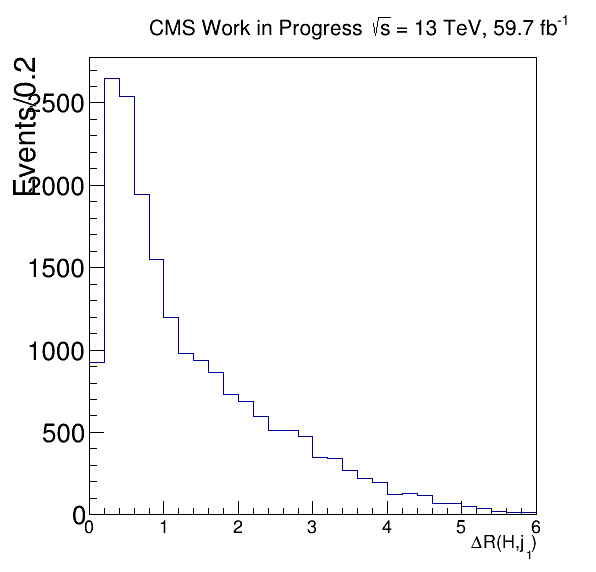 CMS Work in Progress √s = 13 TeV, 59.7 fb⁻¹
Events/0.2
2500
2000
1500
1000
500
0
0 1 2 3 4 5 6
ΔR(H,j₁)